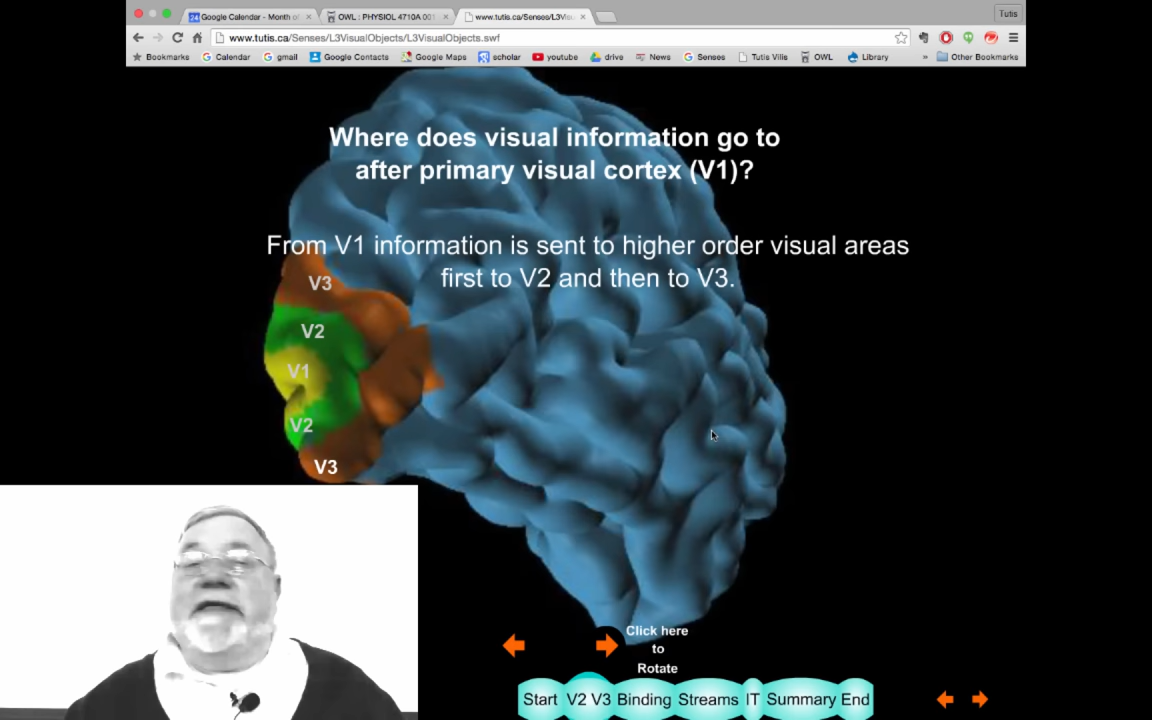 Google Calendar - Month o
OWL : PHYSIOL 4710A 001
www.tutis.ca/Senses/L3Visu
Tutis
www.tutis.ca/Senses/L3VisualObjects/L3VisualObjects.swf
Bookmarks Calendar gmail Google Contacts Google Maps scholar youtube drive News Senses Tutis Vilis OWL Library » Other Bookmarks
Where does visual information go to
after primary visual cortex (V1)?
From V1 information is sent to higher order visual areas
first to V2 and then to V3.
V3
V2
V1
V2
V3
Click here
to
Rotate
Start V2 V3 Binding Streams IT Summary End